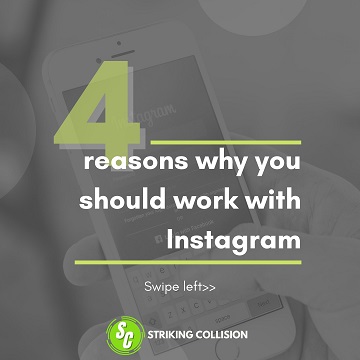 4
reasons why you
should work with
Instagram
Swipe left>>
SC STRIKING COLLISION